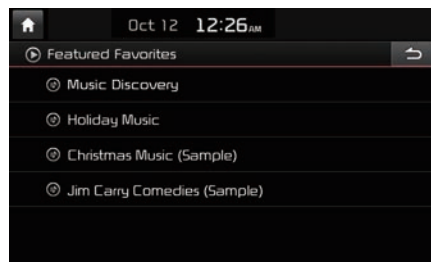 Oct 12 12:26AM
Featured Favorites
Music Discovery
Holiday Music
Christmas Music (Sample)
Jim Carry Comedies (Sample)